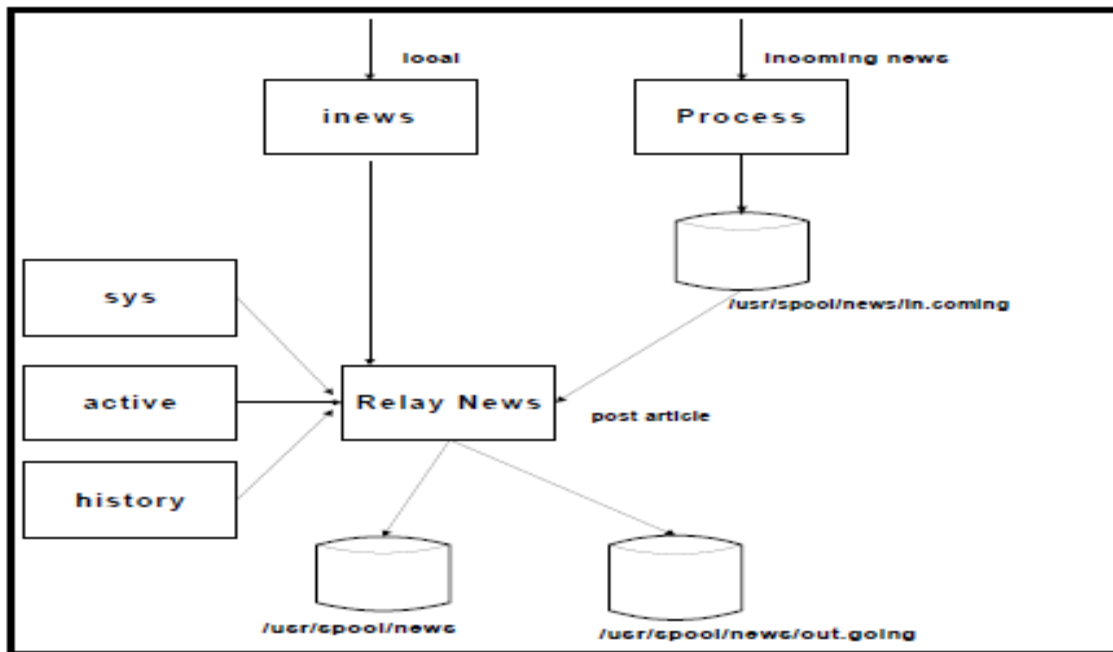 local
incoming news
inews
Process
/usr/spool/news/in.coming
sys
active
Relay News
post article
history
/usr/spool/news
/usr/spool/news/out.going